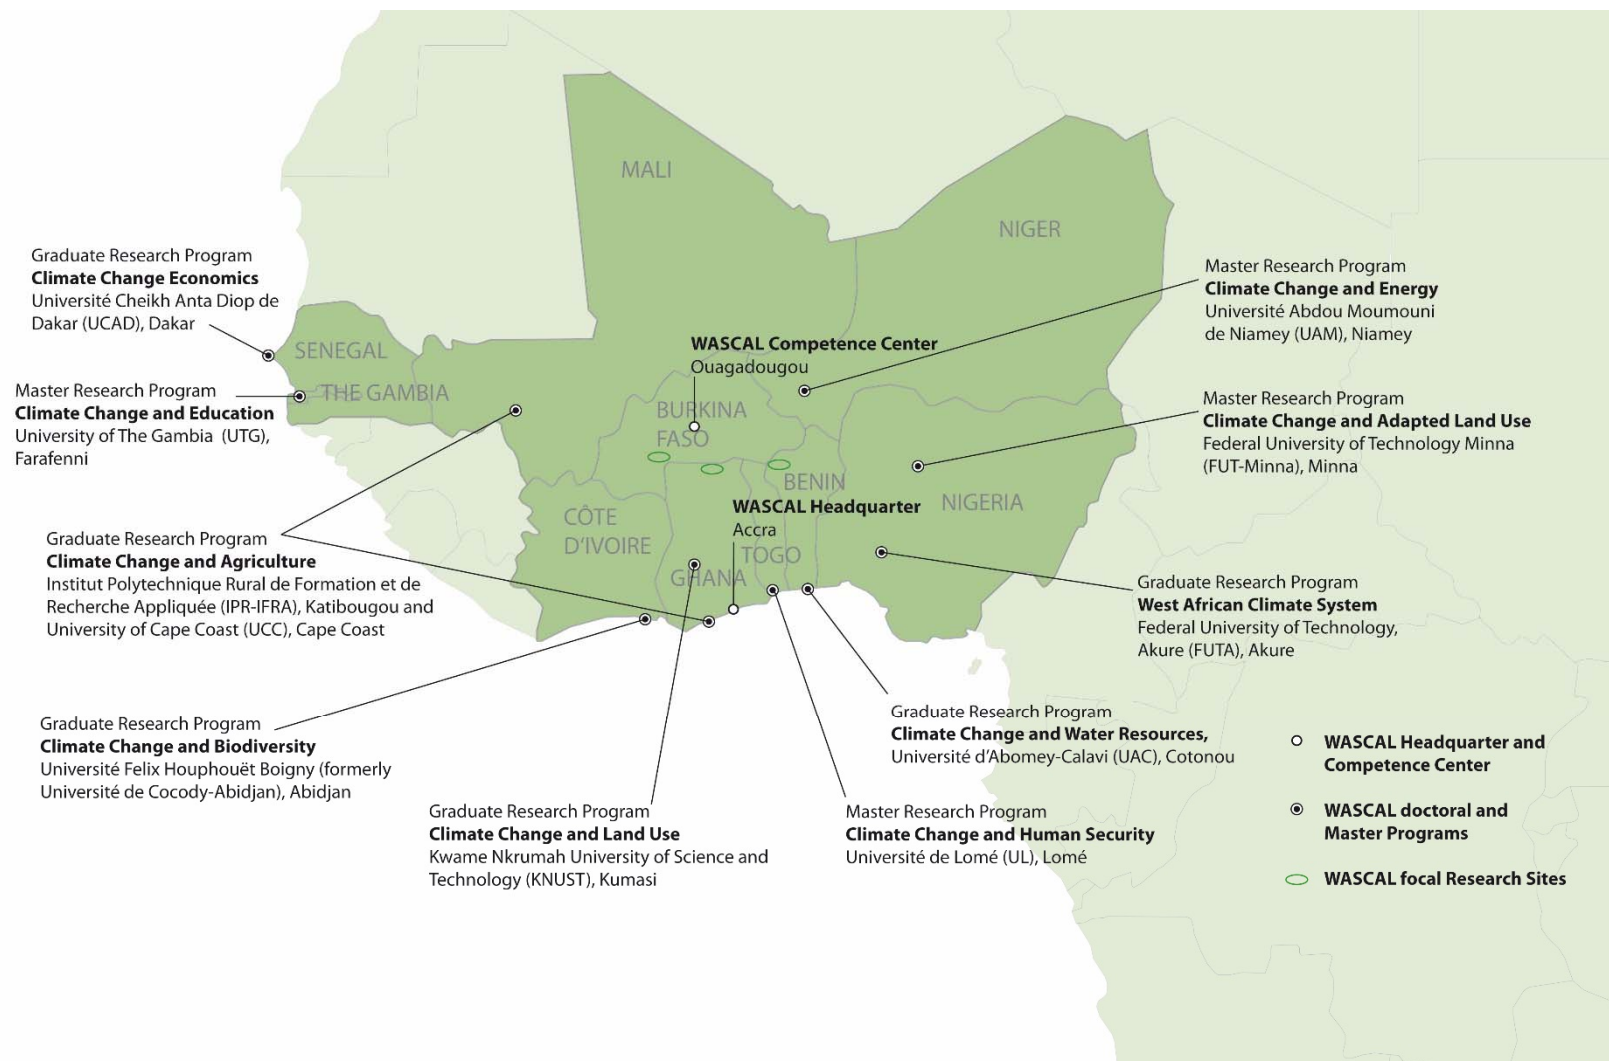 MALI
NIGER
Graduate Research Program
Climate Change Economics
Université Cheikh Anta Diop de
Dakar (UCAD), Dakar
Master Research Program
Climate Change and Energy
Université Abdou Moumouni
de Niamey (UAM), Niamey
WASCAL Competence Center
Ouagadougou
SENEGAL
THE GAMBIA
Master Research Program
Climate Change and Education
University of The Gambia (UTG),
Farafenni
BURKINA
FASO
Master Research Program
Climate Change and Adapted Land Use
Federal University of Technology Minna
(FUT-Minna), Minna
BENIN
NIGERIA
WASCAL Headquarter
Accra
CÔTE
D'IVOIRE
TOGO
GHANA
Graduate Research Program
Climate Change and Agriculture
Institut Polytechnique Rural de Formation et de
Recherche Appliquée (IPR-IFRA), Katibougou and
University of Cape Coast (UCC), Cape Coast
Graduate Research Program
West African Climate System
Federal University of Technology,
Akure (FUTA), Akure
Graduate Research Program
Climate Change and Biodiversity
Université Felix Houphouët Boigny (formerly
Université de Cocody-Abidjan), Abidjan
Graduate Research Program
Climate Change and Water Resources,
Université d'Abomey-Calavi (UAC), Cotonou
Graduate Research Program
Climate Change and Land Use
Kwame Nkrumah University of Science and
Technology (KNUST), Kumasi
Master Research Program
Climate Change and Human Security
Université de Lomé (UL), Lomé
WASCAL Headquarter and
Competence Center
WASCAL doctoral and
Master Programs
WASCAL focal Research Sites